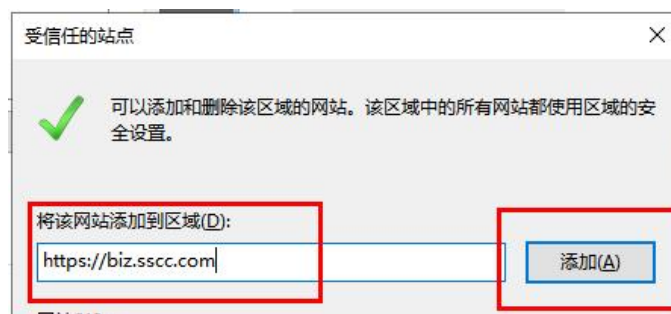 受信任的站点
可以添加和删除该区域的网站。该区域中的所有网站都使用区域的安
全设置。
将该网站添加到区域(D):
https://biz.sscc.com
添加(A)